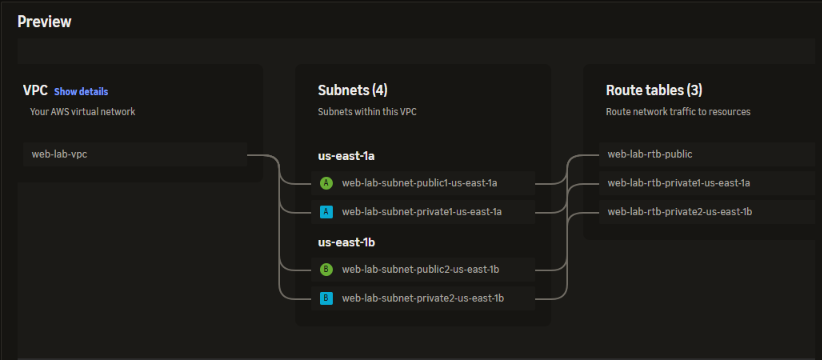 Preview
VPC Show details
Your AWS virtual network
web-lab-vpc
Subnets (4)
Subnets within this VPC
us-east-1a
A web-lab-subnet-public1-us-east-1a
A web-lab-subnet-private1-us-east-1a
us-east-1b
B web-lab-subnet-public2-us-east-1b
B web-lab-subnet-private2-us-east-1b
Route tables (3)
Route network traffic to resources
web-lab-rtb-public
web-lab-rtb-private1-us-east-1a
web-lab-rtb-private2-us-east-1b